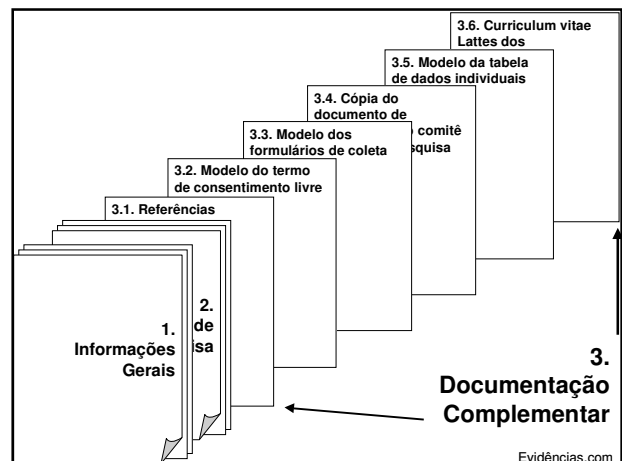 3.6. Curriculum vitae
Lattes dos
3.5. Modelo da tabela
de dados individuais
3.4. Cópia do
documento de
comitê
squisa
3.3. Modelo dos
formulários de coleta
3.2. Modelo do termo
de consentimento livre
3.1. Referências
2.
de
isa
1.
Informações
Gerais
3.
Documentação
Complementar
Evidências.com